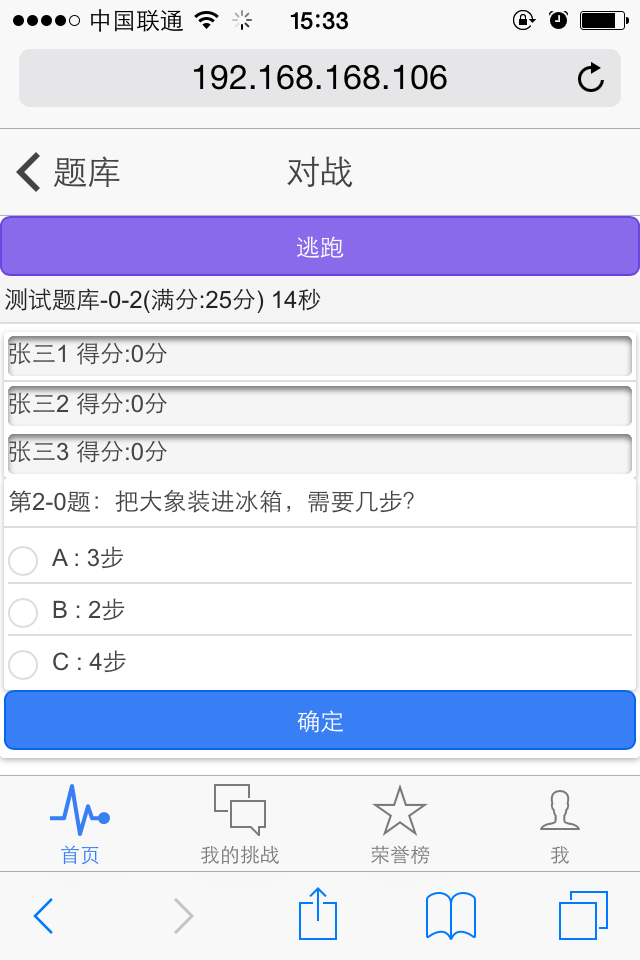 中国联通 15:33
192.168.168.106
题库 对战
逃跑
测试题库-0-2(满分:25分) 14秒
张三1 得分:0分
张三2 得分:0分
张三3 得分:0分
第2-0题：把大象装进冰箱，需要几步?
A : 3步
B : 2步
C : 4步
确定
首页 我的挑战 荣誉榜 我